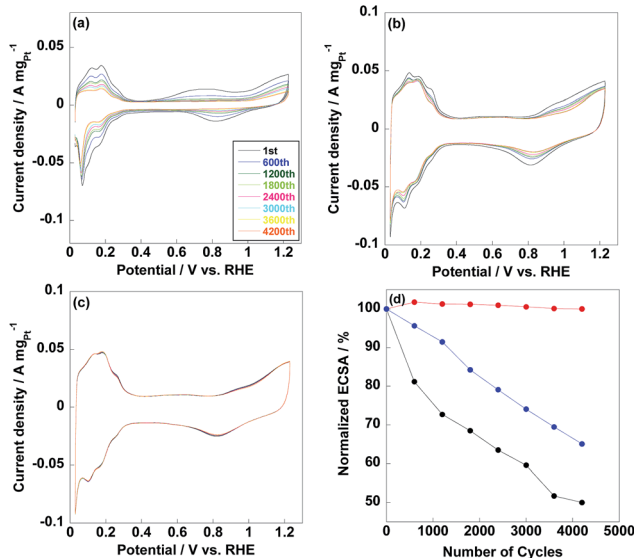 (a)
Current density / A mg_Pt^-1
0.1
0.05
0
-0.05
-0.1
1st
600th
1200th
1800th
2400th
3000th
3600th
4200th
0 0.2 0.4 0.6 0.8 1 1.2
Potential / V vs. RHE
(b)
Current density / A mg_Pt^-1
0.1
0.05
0
-0.05
-0.1
0 0.2 0.4 0.6 0.8 1 1.2
Potential / V vs. RHE
(c)
Current density / A mg_Pt^-1
0.1
0.05
0
-0.05
-0.1
0 0.2 0.4 0.6 0.8 1 1.2
Potential / V vs. RHE
(d)
Normalized ECSA / %
100
90
80
70
60
50
0 1000 2000 3000 4000 5000
Number of Cycles